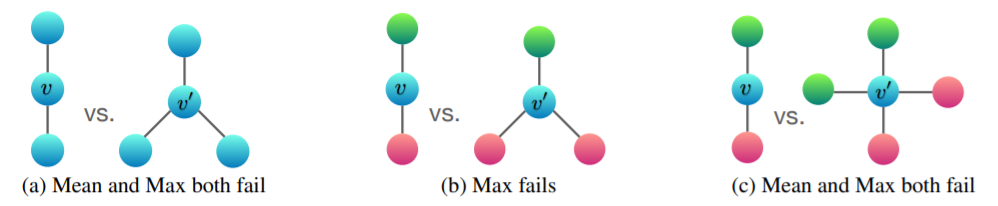 v
vs.
v′
(a) Mean and Max both fail
v
vs.
v′
(b) Max fails
v
vs.
v′
(c) Mean and Max both fail